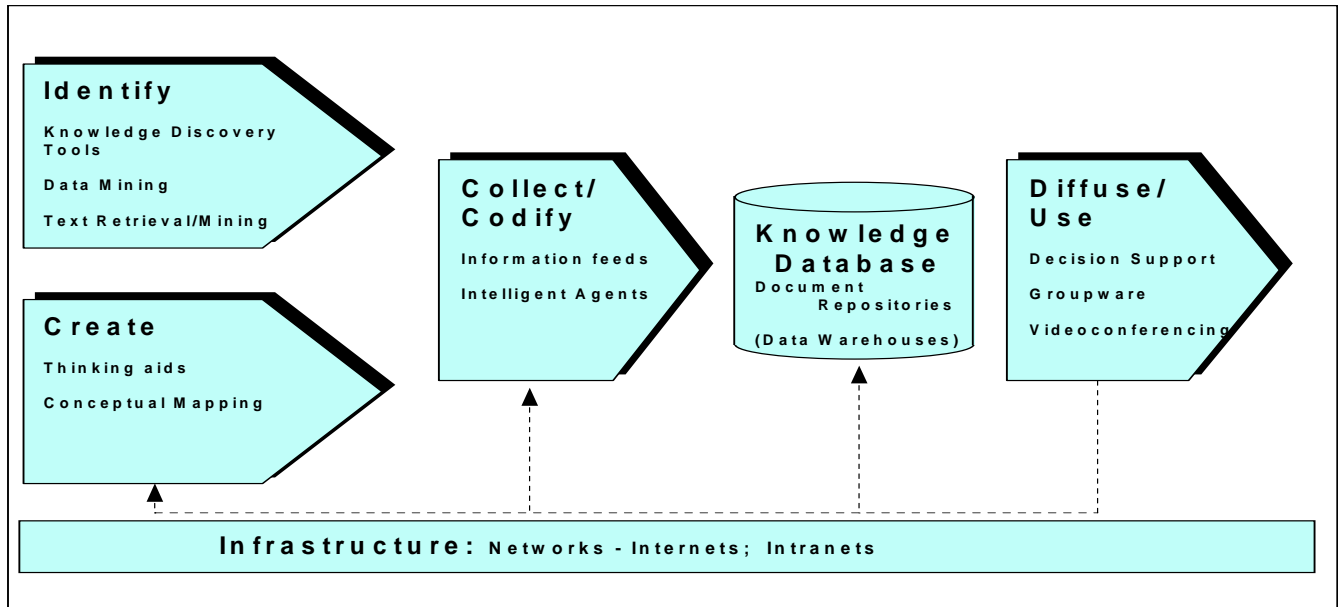 Identify
Knowledge Discovery
Tools
Data Mining
Text Retrieval/Mining
Create
Thinking aids
Conceptual Mapping
Collect/
Codify
Information feeds
Intelligent Agents
Knowledge
Database
Document
Repositories
(Data Warehouses)
Diffuse/
Use
Decision Support
Groupware
Videoconferencing
Infrastructure: Networks - Internets; Intranets